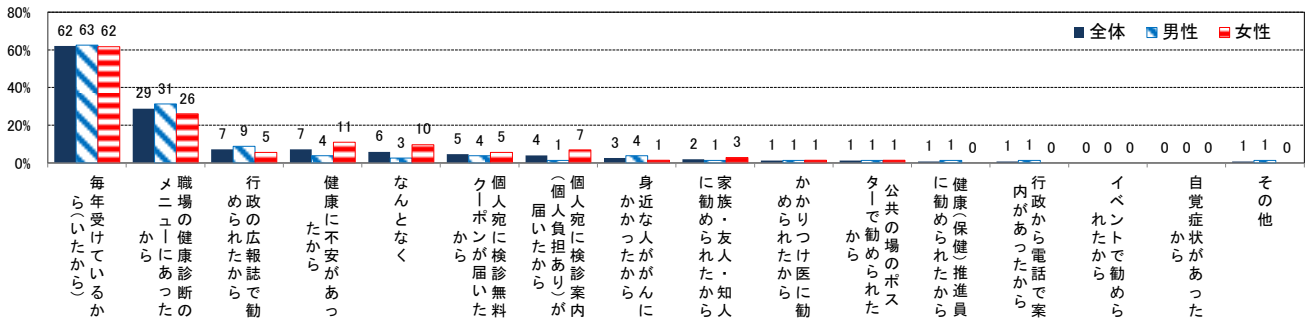 80%
60%
40%
20%
0%
全体 男性 女性
62 63 62
29 31 26
7 9 5
7 4 11
6 3 10
5 4 5
4 1 7
3 4 1
2 1 3
1 1 1
1 1 1
1 1 0
1 1 0
0 0 0
0 0 0
1 1 0
毎年受けているか
ら(いたから)
職場の健康診断の
メニューにあった
から
行政の広報誌で勧
められたから
健康に不安があっ
たから
なんとなく
個人宛に検診無料
クーポンが届いた
から
個人宛に検診案内
(個人負担あり)が
届いたから
身近な人ががんに
かかったから
家族・友人・知人
に勧められたから
かかりつけ医に勧
められたから
公共の場のポス
ターで勧められた
から
健康(保健)推進員
に勧められたから
行政から電話で案
内があったから
イベントで勧めら
れたから
自覚症状があった
から
その他